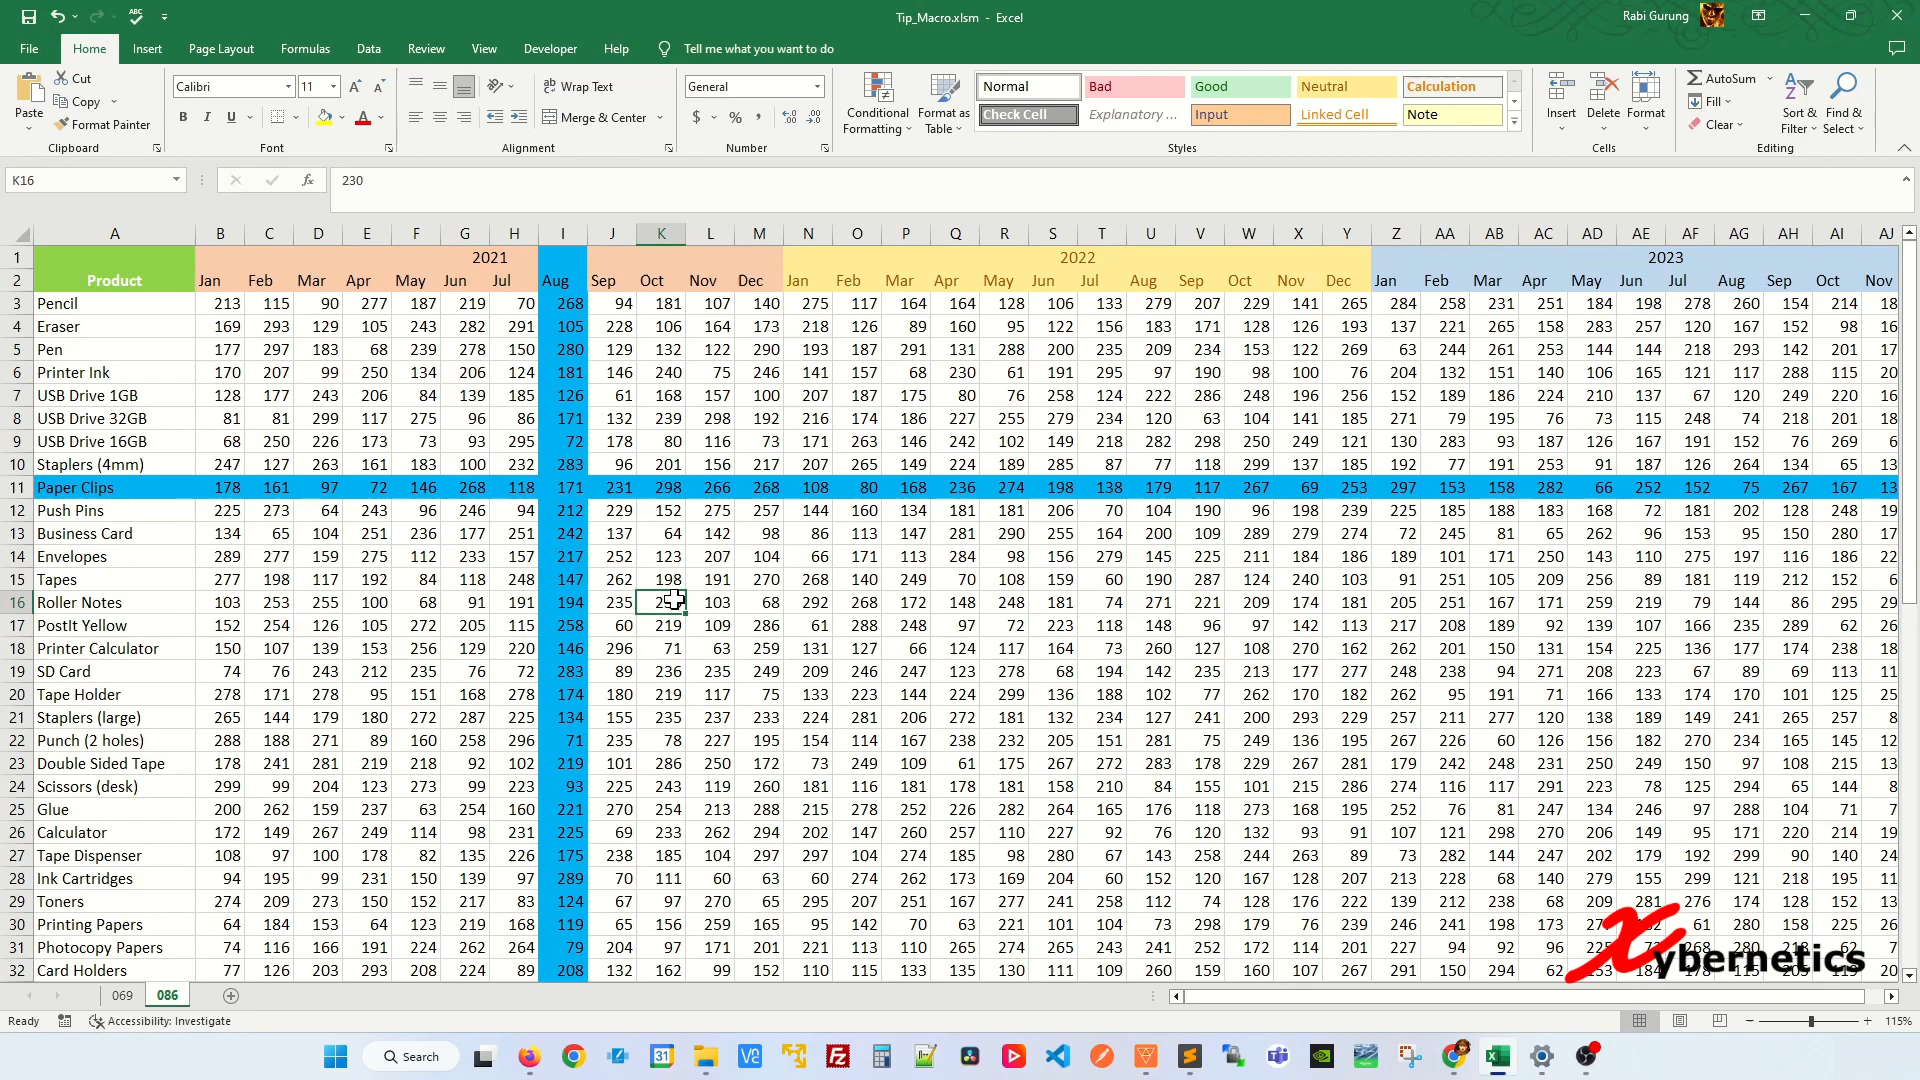 Tip_Macro.xlsm - Excel
Rabi Gurung
File Home Insert Page Layout Formulas Data Review View Developer Help Tell me what you want to do
Paste Cut Copy Format Painter Clipboard
Calibri 11 Font
Wrap Text Merge & Center Alignment
General Number
Conditional Formatting Format as Table
Normal Bad Good Neutral Calculation
Check Cell Explanatory ... Input Linked Cell Note
Styles
Insert Delete Format Cells
AutoSum Fill Clear Sort & Filter Find & Select Editing
K16 fx 230
A B C D E F G H I J K L M N O P Q R S T U V W X Y Z AA AB AC AD AE AF AG AH AI AJ
1 2021 2022 2023
2 Product Jan Feb Mar Apr May Jun Jul Aug Sep Oct Nov Dec Jan Feb Mar Apr May Jun Jul Aug Sep Oct Nov Dec Jan Feb Mar Apr May Jun Jul Aug Sep Oct Nov
3 Pencil 213 115 90 277 187 219 70 268 94 181 107 140 275 117 164 164 128 106 133 279 207 229 141 265 284 258 231 251 184 198 278 260 154 214 18
4 Eraser 169 293 129 105 243 282 291 105 228 106 164 173 218 126 89 160 95 122 156 183 171 128 126 193 137 221 265 158 283 257 120 167 152 98 16
5 Pen 177 297 183 68 239 278 150 280 129 132 122 290 193 187 291 131 288 200 235 209 234 153 122 269 63 244 261 253 144 144 218 293 142 201 17
6 Printer Ink 170 207 99 250 134 206 124 181 146 240 75 246 141 157 68 230 61 191 295 97 190 98 100 76 204 132 151 140 106 165 121 117 288 115 20
7 USB Drive 1GB 128 177 243 206 84 139 185 126 61 168 157 100 207 187 175 80 76 258 124 222 286 248 196 256 152 189 186 224 210 137 67 120 249 220 16
8 USB Drive 32GB 81 81 299 117 275 96 86 171 132 239 298 192 216 174 186 227 255 279 234 120 63 104 141 185 271 79 195 76 73 115 248 74 218 201 18
9 USB Drive 16GB 68 250 226 173 73 93 295 72 178 80 116 73 171 263 146 242 102 149 218 282 298 250 249 121 130 283 93 187 126 167 191 152 76 269 6
10 Staplers (4mm) 247 127 263 161 183 100 232 283 96 201 156 217 207 265 149 224 189 285 87 77 118 299 137 185 192 77 191 253 91 187 126 264 134 65 13
11 Paper Clips 178 161 97 72 146 268 118 171 231 298 266 268 108 80 168 236 274 198 138 179 117 267 69 253 297 153 158 282 66 252 152 75 267 167 13
12 Push Pins 225 273 64 243 96 246 94 212 229 152 275 257 144 160 134 181 181 206 70 104 190 96 198 239 225 185 188 183 168 72 181 202 128 248 19
13 Business Card 134 65 104 251 236 177 251 242 137 64 142 98 86 113 147 281 290 255 164 200 109 289 279 274 72 245 81 65 262 96 153 95 150 280 17
14 Envelopes 289 277 159 275 112 233 157 217 252 123 207 104 66 171 113 284 98 156 279 145 225 211 184 186 189 101 171 250 143 110 275 197 116 186 22
15 Tapes 277 198 117 192 84 118 248 147 262 198 191 270 268 140 249 70 108 159 60 190 287 124 240 103 91 251 105 209 256 89 181 119 212 152 6
16 Roller Notes 103 253 255 100 68 91 191 194 235 103 68 292 268 172 148 248 181 74 271 221 209 174 181 205 251 167 171 259 219 79 144 86 295 29
17 PostIt Yellow 152 254 126 105 272 205 115 258 60 219 109 286 61 288 248 97 72 223 118 148 96 97 142 113 217 208 189 92 139 107 166 235 289 62 26
18 Printer Calculator 150 107 139 153 256 129 220 146 296 71 63 259 131 127 66 124 117 164 73 260 127 108 270 162 262 201 150 131 154 225 136 177 174 238 18
19 SD Card 74 76 243 212 235 76 72 283 89 236 235 249 209 246 247 123 278 68 194 142 235 213 177 277 248 238 94 271 208 223 67 89 69 113 11
20 Tape Holder 278 171 278 95 151 168 278 174 180 219 117 75 133 223 144 224 299 136 188 102 77 262 170 182 262 95 191 71 166 133 174 170 101 125 25
21 Staplers (large) 265 144 179 180 272 287 225 134 155 235 237 233 224 281 206 272 181 132 234 127 241 200 293 229 257 211 277 120 138 189 149 241 265 257 8
22 Punch (2 holes) 288 188 271 89 160 258 296 71 235 78 227 195 154 114 167 238 232 205 151 281 75 249 136 195 267 226 60 126 156 182 270 234 165 145 12
23 Double Sided Tape 178 241 281 219 218 92 102 219 101 286 250 172 73 249 109 61 175 267 272 283 178 229 267 281 179 242 248 231 250 249 150 97 108 215 13
24 Scissors (desk) 299 99 204 123 273 99 223 93 225 243 119 260 181 116 181 178 181 158 210 84 155 101 215 286 274 116 117 291 223 78 125 294 65 144 8
25 Glue 200 262 159 237 63 254 160 221 270 254 213 288 215 278 252 226 282 264 165 176 118 273 168 195 252 76 81 247 134 246 97 288 104 71 7
26 Calculator 172 149 267 249 114 98 231 225 69 233 262 294 202 147 260 257 110 227 92 76 120 132 93 91 107 121 298 270 206 149 95 171 220 214 19
27 Tape Dispenser 108 97 100 178 82 135 226 175 238 185 104 297 297 104 274 185 98 280 67 143 258 244 263 89 73 282 144 247 202 179 192 299 90 140 24
28 Ink Cartridges 94 195 99 231 150 139 97 289 70 111 60 63 60 274 262 173 169 204 60 152 120 167 128 207 213 228 68 140 279 155 299 121 151 195 11
29 Toners 274 209 273 150 152 217 83 124 67 97 270 65 295 207 251 167 277 241 258 112 74 128 176 222 139 212 238 68 209 281 276 174 128 152 13
30 Printing Papers 64 184 153 64 123 219 168 119 65 156 259 165 95 142 70 63 221 101 104 73 298 179 76 239 246 241 198 173 61 280 158 225 26
31 Photocopy Papers 74 116 166 191 224 262 264 79 204 97 171 201 221 113 110 265 274 265 243 241 252 172 114 201 227 94 92 96 268 280 218 62 7
32 Card Holders 77 126 203 293 208 224 89 208 132 162 99 152 110 115 133 135 130 111 109 260 159 160 107 267 291 150 294 62 20
Xybernetics
069 086
Ready Accessibility: Investigate 115%
Search